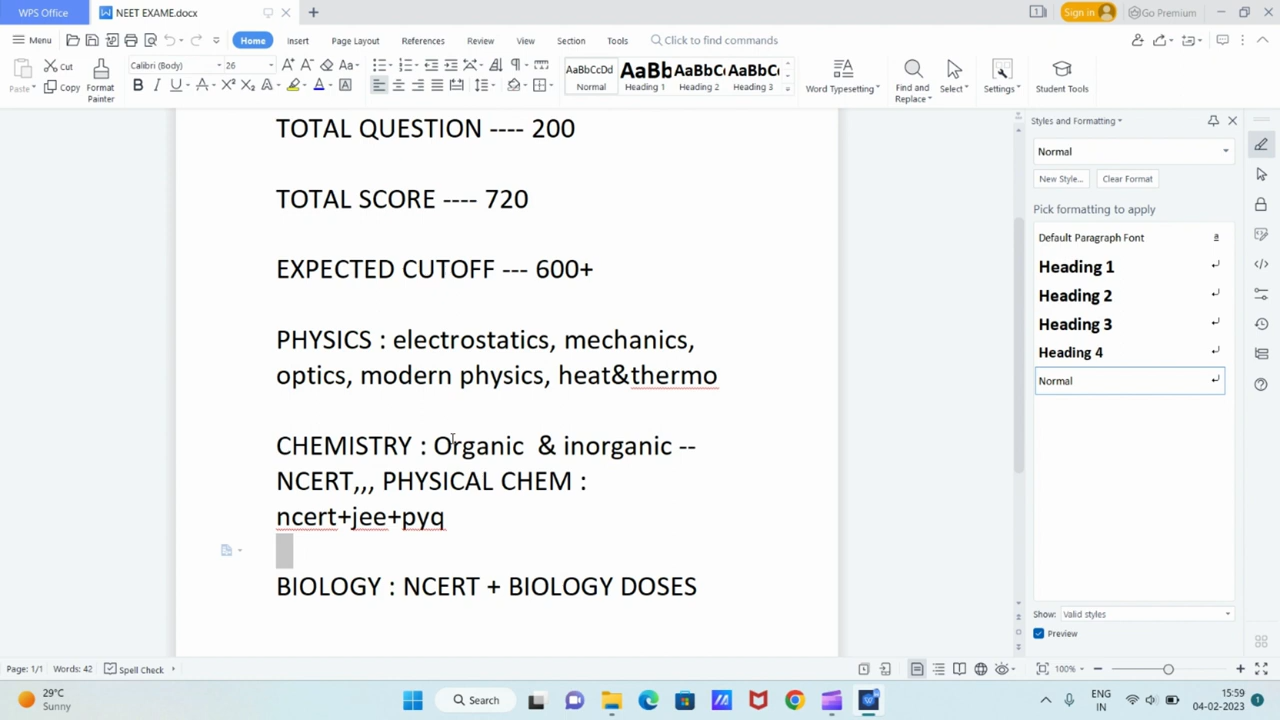 WPS Office
NEET EXAME.docx
Sign in
Go Premium
Menu
Home
Insert
Page Layout
References
Review
View
Section
Tools
Click to find commands
Paste
Cut
Copy
Format
Painter
Calibri (Body)
26
AaBbCcDd
Normal
AaBb
Heading 1
AaBbC
Heading 2
AaBbC
Heading 3
Word Typesetting
Find and
Replace
Select
Settings
Student Tools
TOTAL QUESTION ---- 200
TOTAL SCORE ---- 720
EXPECTED CUTOFF --- 600+
PHYSICS : electrostatics, mechanics,
optics, modern physics, heat&thermo
CHEMISTRY : Organic & inorganic --
NCERT,,, PHYSICAL CHEM :
ncert+jee+pyq
BIOLOGY : NCERT + BIOLOGY DOSES
Styles and Formatting
Normal
New Style...
Clear Format
Pick formatting to apply
Default Paragraph Font a
Heading 1
Heading 2
Heading 3
Heading 4
Normal
Show: Valid styles
Preview
Page: 1/1 Words: 42 Spell Check
100%
29°C
Sunny
Search
ENG
IN
15:59
04-02-2023
1